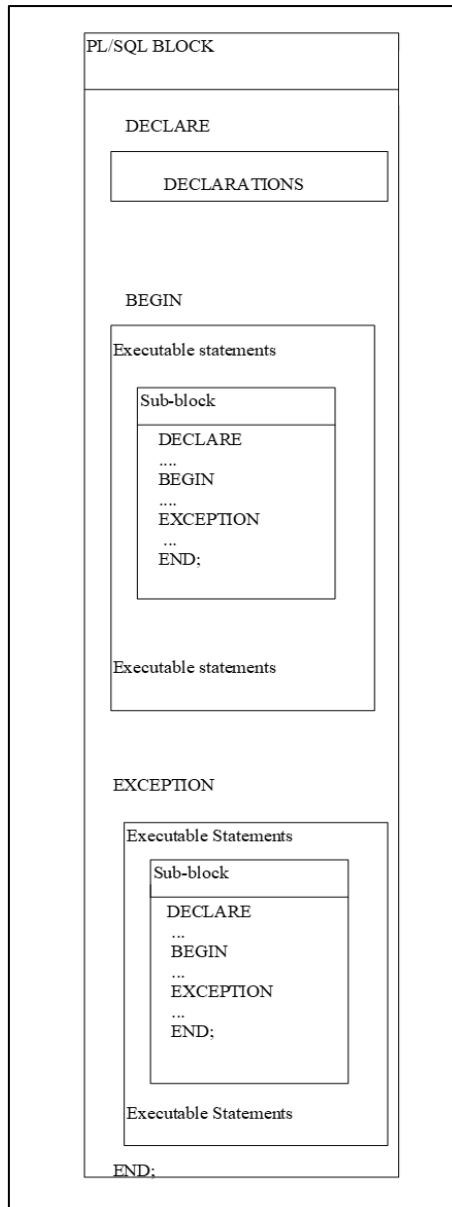 PL/SQL BLOCK
DECLARE
DECLARATIONS
BEGIN
Executable statements
Sub-block
DECLARE
....
BEGIN
....
EXCEPTION
...
END;
Executable statements
EXCEPTION
Executable Statements
Sub-block
DECLARE
...
BEGIN
...
EXCEPTION
...
END;
Executable Statements
END;